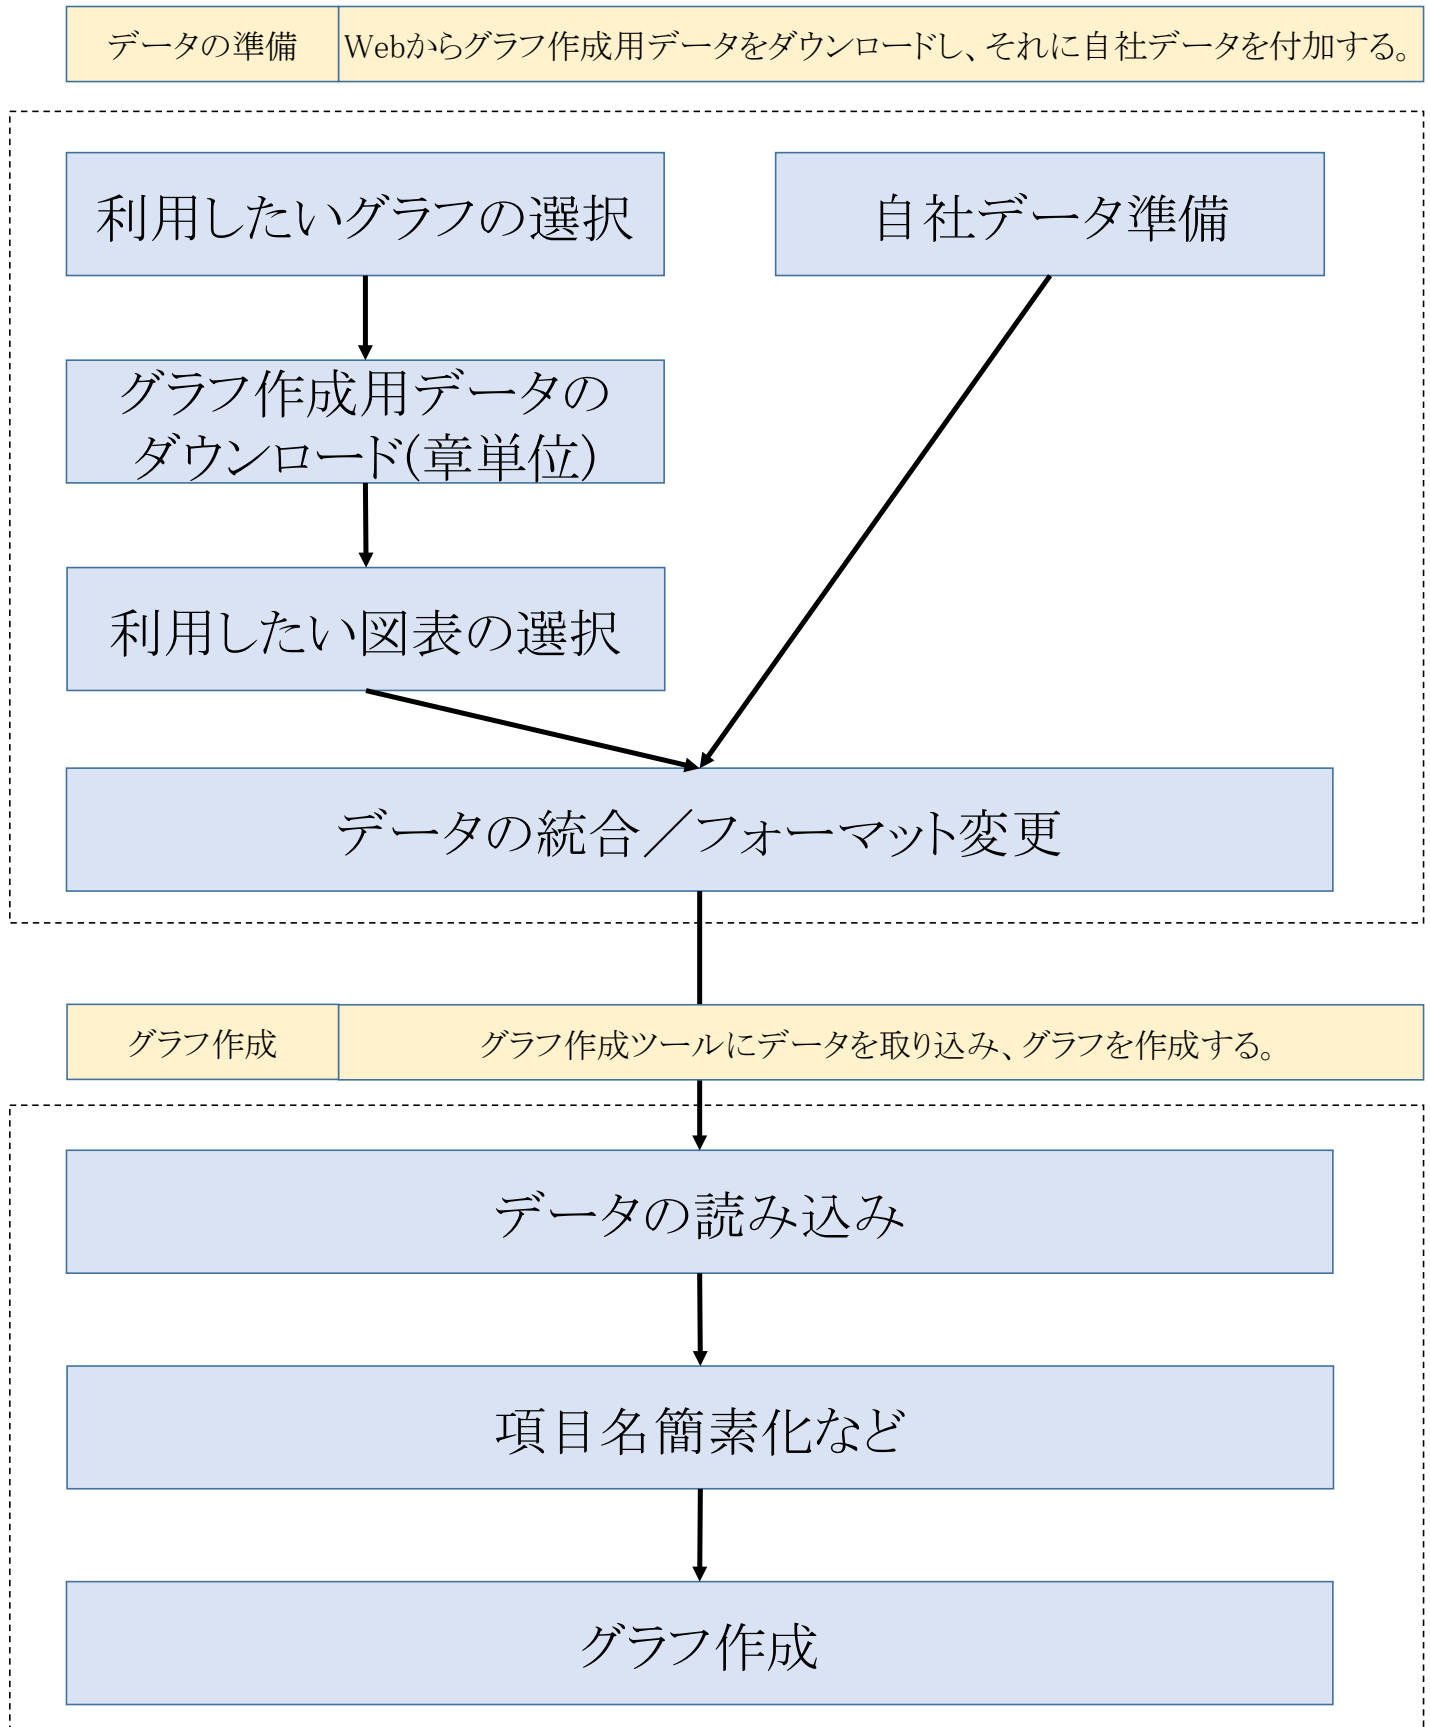 データの準備
Webからグラフ作成用データをダウンロードし、それに自社データを付加する。
利用したいグラフの選択
自社データ準備
グラフ作成用データの
ダウンロード(章単位)
利用したい図表の選択
データの統合／フォーマット変更
グラフ作成
グラフ作成ツールにデータを取り込み、グラフを作成する。
データの読み込み
項目名簡素化など
グラフ作成